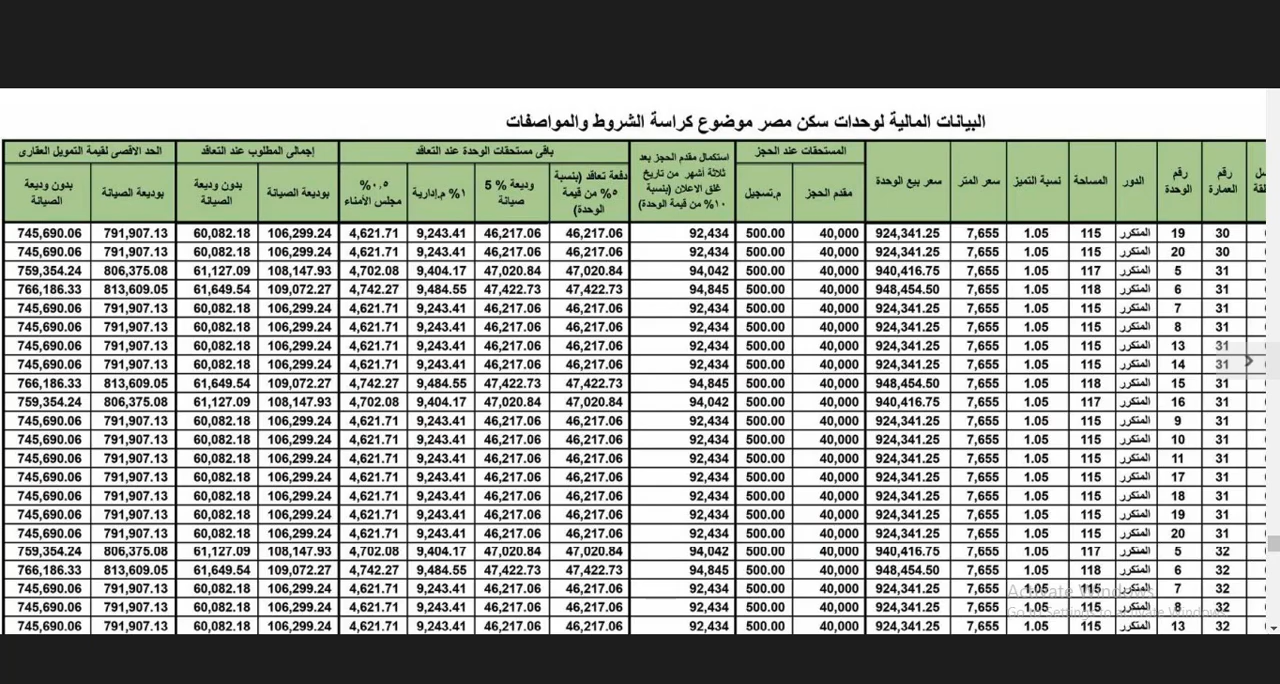 البيانات المالية لوحدات سكن مصر موضوع كراسة الشروط والمواصفات
رقم العمارة
رقم الوحدة
الدور
المساحة
نسبة التميز
سعر المتر
سعر بيع الوحدة
المستحقات عند الحجز
مقدم الحجز
م.تسجيل
استكمال مقدم الحجز بعد
ثلاثة أشهر من تاريخ
غلق الاعلان (بنسبة
١٠% من قيمة الوحدة)
باقى مستحقات الوحدة عند التعاقد
دفعة تعاقد (بنسبة
٥% من قيمة
الوحدة)
وديعة % 5
صيانة
١% م.إدارية
٠,٥%
مجلس الأمناء
إجمالى المطلوب عند التعاقد
بوديعة الصيانة
بدون وديعة
الصيانة
الحد الاقصى لقيمة التمويل العقارى
بوديعة الصيانة
بدون وديعة
الصيانة
30 19 المتكرر 115 1.05 7,655 924,341.25 40,000 500.00 92,434 46,217.06 46,217.06 9,243.41 4,621.71 106,299.24 60,082.18 791,907.13 745,690.06
30 20 المتكرر 115 1.05 7,655 924,341.25 40,000 500.00 92,434 46,217.06 46,217.06 9,243.41 4,621.71 106,299.24 60,082.18 791,907.13 745,690.06
31 5 المتكرر 117 1.05 7,655 940,416.75 40,000 500.00 94,042 47,020.84 47,020.84 9,404.17 4,702.08 108,147.93 61,127.09 806,375.08 759,354.24
31 6 المتكرر 118 1.05 7,655 948,454.50 40,000 500.00 94,845 47,422.73 47,422.73 9,484.55 4,742.27 109,072.27 61,649.54 813,609.05 766,186.33
31 7 المتكرر 115 1.05 7,655 924,341.25 40,000 500.00 92,434 46,217.06 46,217.06 9,243.41 4,621.71 106,299.24 60,082.18 791,907.13 745,690.06
31 8 المتكرر 115 1.05 7,655 924,341.25 40,000 500.00 92,434 46,217.06 46,217.06 9,243.41 4,621.71 106,299.24 60,082.18 791,907.13 745,690.06
31 13 المتكرر 115 1.05 7,655 924,341.25 40,000 500.00 92,434 46,217.06 46,217.06 9,243.41 4,621.71 106,299.24 60,082.18 791,907.13 745,690.06
31 14 المتكرر 115 1.05 7,655 924,341.25 40,000 500.00 92,434 46,217.06 46,217.06 9,243.41 4,621.71 106,299.24 60,082.18 791,907.13 745,690.06
31 15 المتكرر 118 1.05 7,655 948,454.50 40,000 500.00 94,845 47,422.73 47,422.73 9,484.55 4,742.27 109,072.27 61,649.54 813,609.05 766,186.33
31 16 المتكرر 117 1.05 7,655 940,416.75 40,000 500.00 94,042 47,020.84 47,020.84 9,404.17 4,702.08 108,147.93 61,127.09 806,375.08 759,354.24
31 9 المتكرر 115 1.05 7,655 924,341.25 40,000 500.00 92,434 46,217.06 46,217.06 9,243.41 4,621.71 106,299.24 60,082.18 791,907.13 745,690.06
31 10 المتكرر 115 1.05 7,655 924,341.25 40,000 500.00 92,434 46,217.06 46,217.06 9,243.41 4,621.71 106,299.24 60,082.18 791,907.13 745,690.06
31 11 المتكرر 115 1.05 7,655 924,341.25 40,000 500.00 92,434 46,217.06 46,217.06 9,243.41 4,621.71 106,299.24 60,082.18 791,907.13 745,690.06
31 17 المتكرر 115 1.05 7,655 924,341.25 40,000 500.00 92,434 46,217.06 46,217.06 9,243.41 4,621.71 106,299.24 60,082.18 791,907.13 745,690.06
31 18 المتكرر 115 1.05 7,655 924,341.25 40,000 500.00 92,434 46,217.06 46,217.06 9,243.41 4,621.71 106,299.24 60,082.18 791,907.13 745,690.06
31 19 المتكرر 115 1.05 7,655 924,341.25 40,000 500.00 92,434 46,217.06 46,217.06 9,243.41 4,621.71 106,299.24 60,082.18 791,907.13 745,690.06
31 20 المتكرر 115 1.05 7,655 924,341.25 40,000 500.00 92,434 46,217.06 46,217.06 9,243.41 4,621.71 106,299.24 60,082.18 791,907.13 745,690.06
32 5 المتكرر 117 1.05 7,655 940,416.75 40,000 500.00 94,042 47,020.84 47,020.84 9,404.17 4,702.08 108,147.93 61,127.09 806,375.08 759,354.24
32 6 المتكرر 118 1.05 7,655 948,454.50 40,000 500.00 94,845 47,422.73 47,422.73 9,484.55 4,742.27 109,072.27 61,649.54 813,609.05 766,186.33
32 7 المتكرر 115 1.05 7,655 924,341.25 40,000 500.00 92,434 46,217.06 46,217.06 9,243.41 4,621.71 106,299.24 60,082.18 791,907.13 745,690.06
32 8 المتكرر 115 1.05 7,655 924,341.25 40,000 500.00 92,434 46,217.06 46,217.06 9,243.41 4,621.71 106,299.24 60,082.18 791,907.13 745,690.06
32 13 المتكرر 115 1.05 7,655 924,341.25 40,000 500.00 92,434 46,217.06 46,217.06 9,243.41 4,621.71 106,299.24 60,082.18 791,907.13 745,690.06
Activate Windows
Go to Settings to activate Windows.